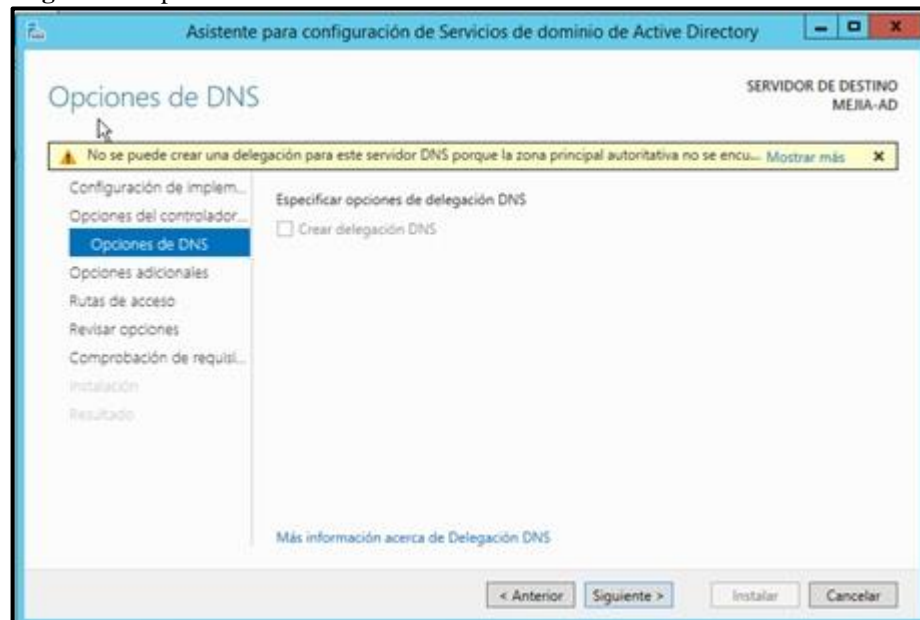 Asistente para configuración de Servicios de dominio de Active Directory
Opciones de DNS
SERVIDOR DE DESTINO
MEJIA-AD
No se puede crear una delegación para este servidor DNS porque la zona principal autoritativa no se encu... Mostrar más
Configuración de implem...
Opciones del controlador...
Opciones de DNS
Opciones adicionales
Rutas de acceso
Revisar opciones
Comprobación de requisi...
Instalación
Resultado
Especificar opciones de delegación DNS
Crear delegación DNS
Más información acerca de Delegación DNS
< Anterior
Siguiente >
Instalar
Cancelar